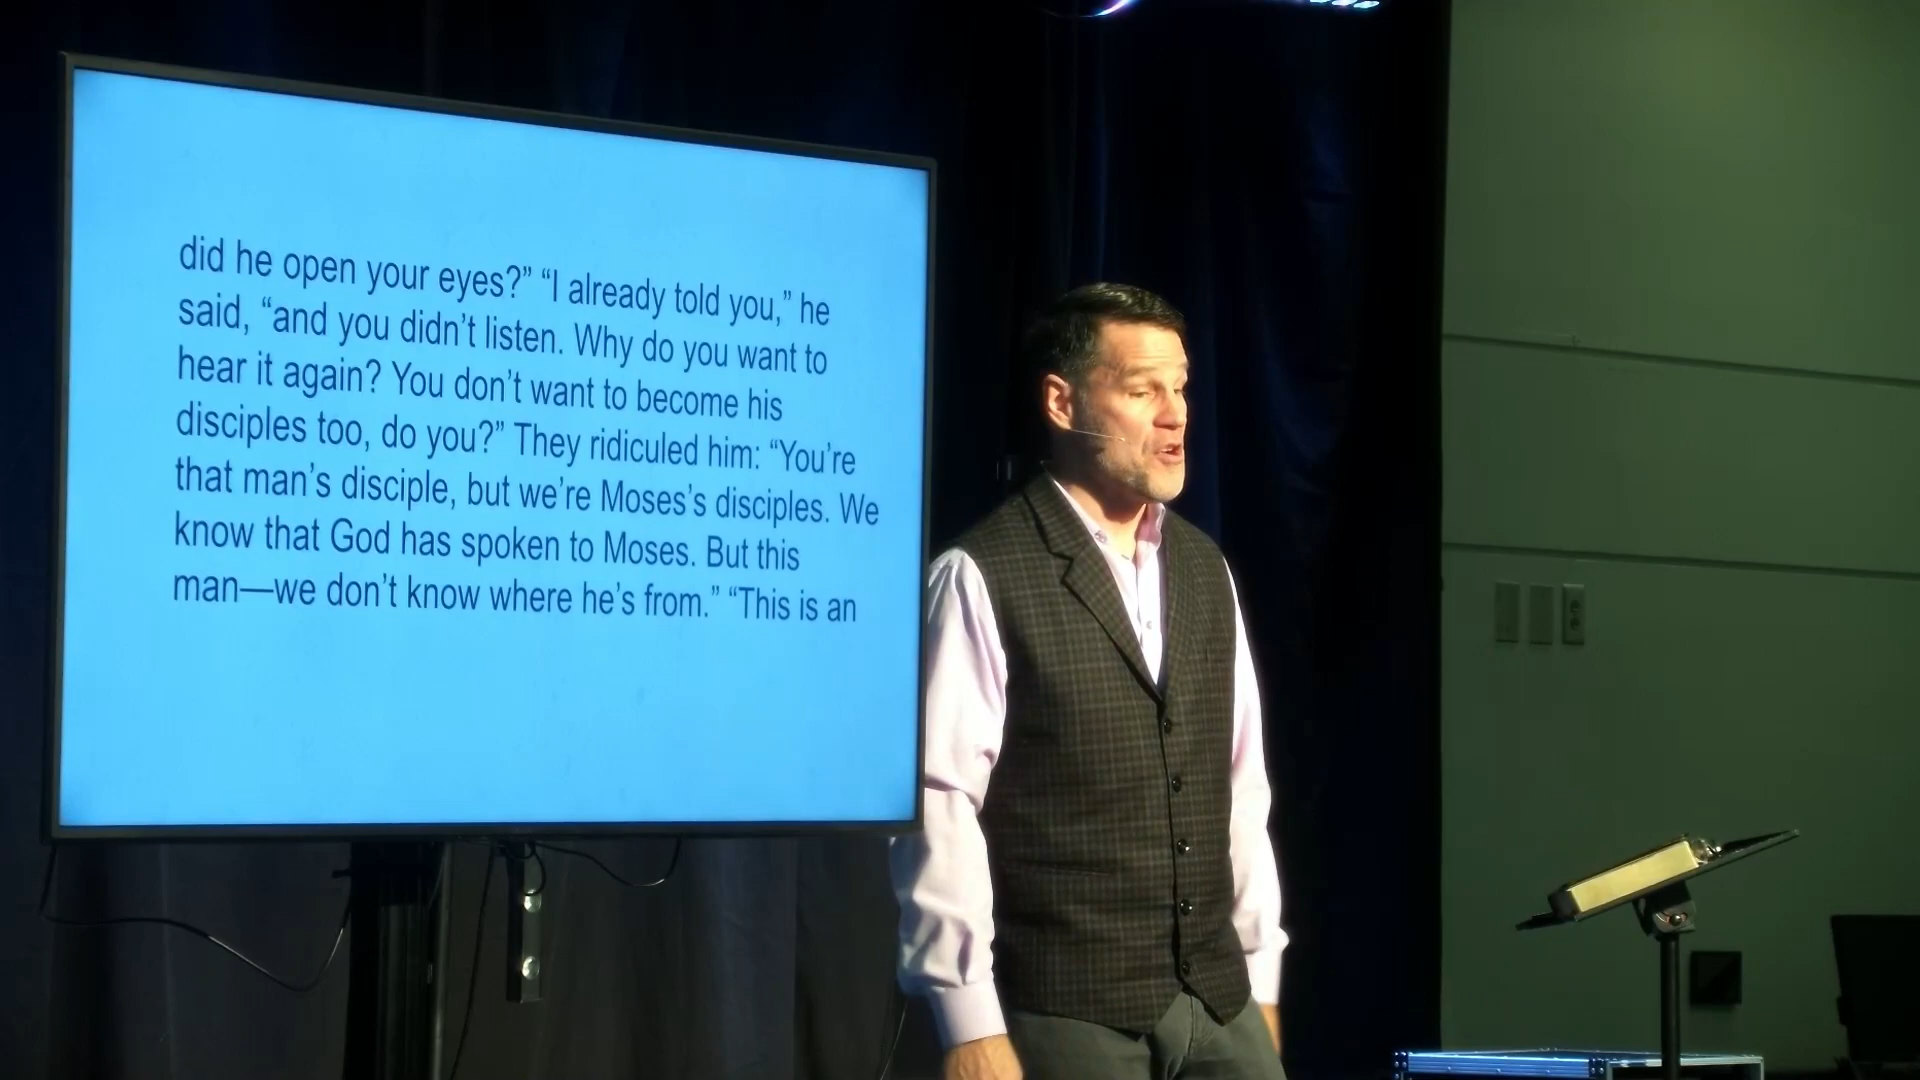 did he open your eyes?” “I already told you,” he
said, “and you didn’t listen. Why do you want to
hear it again? You don’t want to become his
disciples too, do you?” They ridiculed him: “You’re
that man’s disciple, but we’re Moses’s disciples. We
know that God has spoken to Moses. But this
man—we don’t know where he’s from.” “This is an